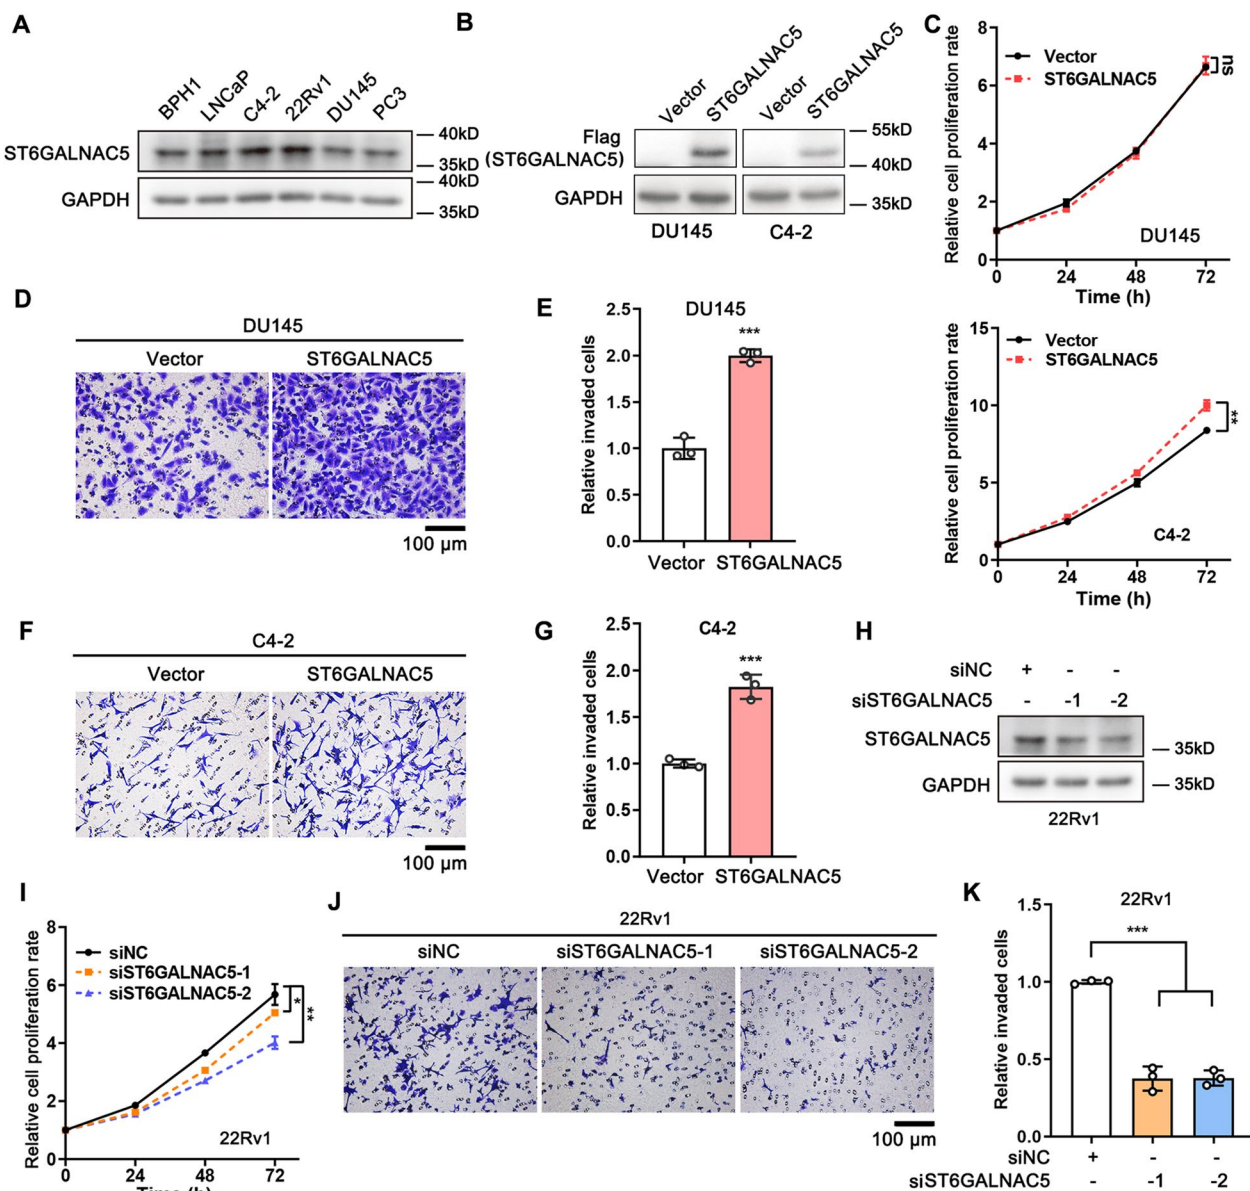 A
BPH1
LNCaP
C4-2
22Rv1
DU145
PC3
ST6GALNAC5
— 40kD
— 35kD
— 40kD
GAPDH
— 35kD
B
Vector
ST6GALNAC5
Vector
ST6GALNAC5
Flag
(ST6GALNAC5)
— 55kD
— 40kD
GAPDH
— 35kD
DU145
C4-2
C
Relative cell proliferation rate
8
6
4
2
0
Vector
ST6GALNAC5
ns
DU145
0 24 48 72
Time (h)
Relative cell proliferation rate
15
10
5
0
Vector
ST6GALNAC5
**
C4-2
0 24 48 72
Time (h)
D
DU145
Vector ST6GALNAC5
100 μm
E
DU145
Relative invaded cells
2.5
2.0
1.5
1.0
0.5
0.0
***
Vector ST6GALNAC5
F
C4-2
Vector ST6GALNAC5
100 μm
G
C4-2
Relative invaded cells
2.5
2.0
1.5
1.0
0.5
0.0
***
Vector ST6GALNAC5
H
siNC + - -
siST6GALNAC5 - -1 -2
ST6GALNAC5
— 35kD
GAPDH
— 35kD
22Rv1
I
Relative cell proliferation rate
8
6
4
2
0
siNC
siST6GALNAC5-1
siST6GALNAC5-2
*
**
22Rv1
0 24 48 72
Time (h)
J
22Rv1
siNC siST6GALNAC5-1 siST6GALNAC5-2
100 μm
K
22Rv1
Relative invaded cells
1.5
1.0
0.5
0.0
***
siNC + - -
siST6GALNAC5 - -1 -2